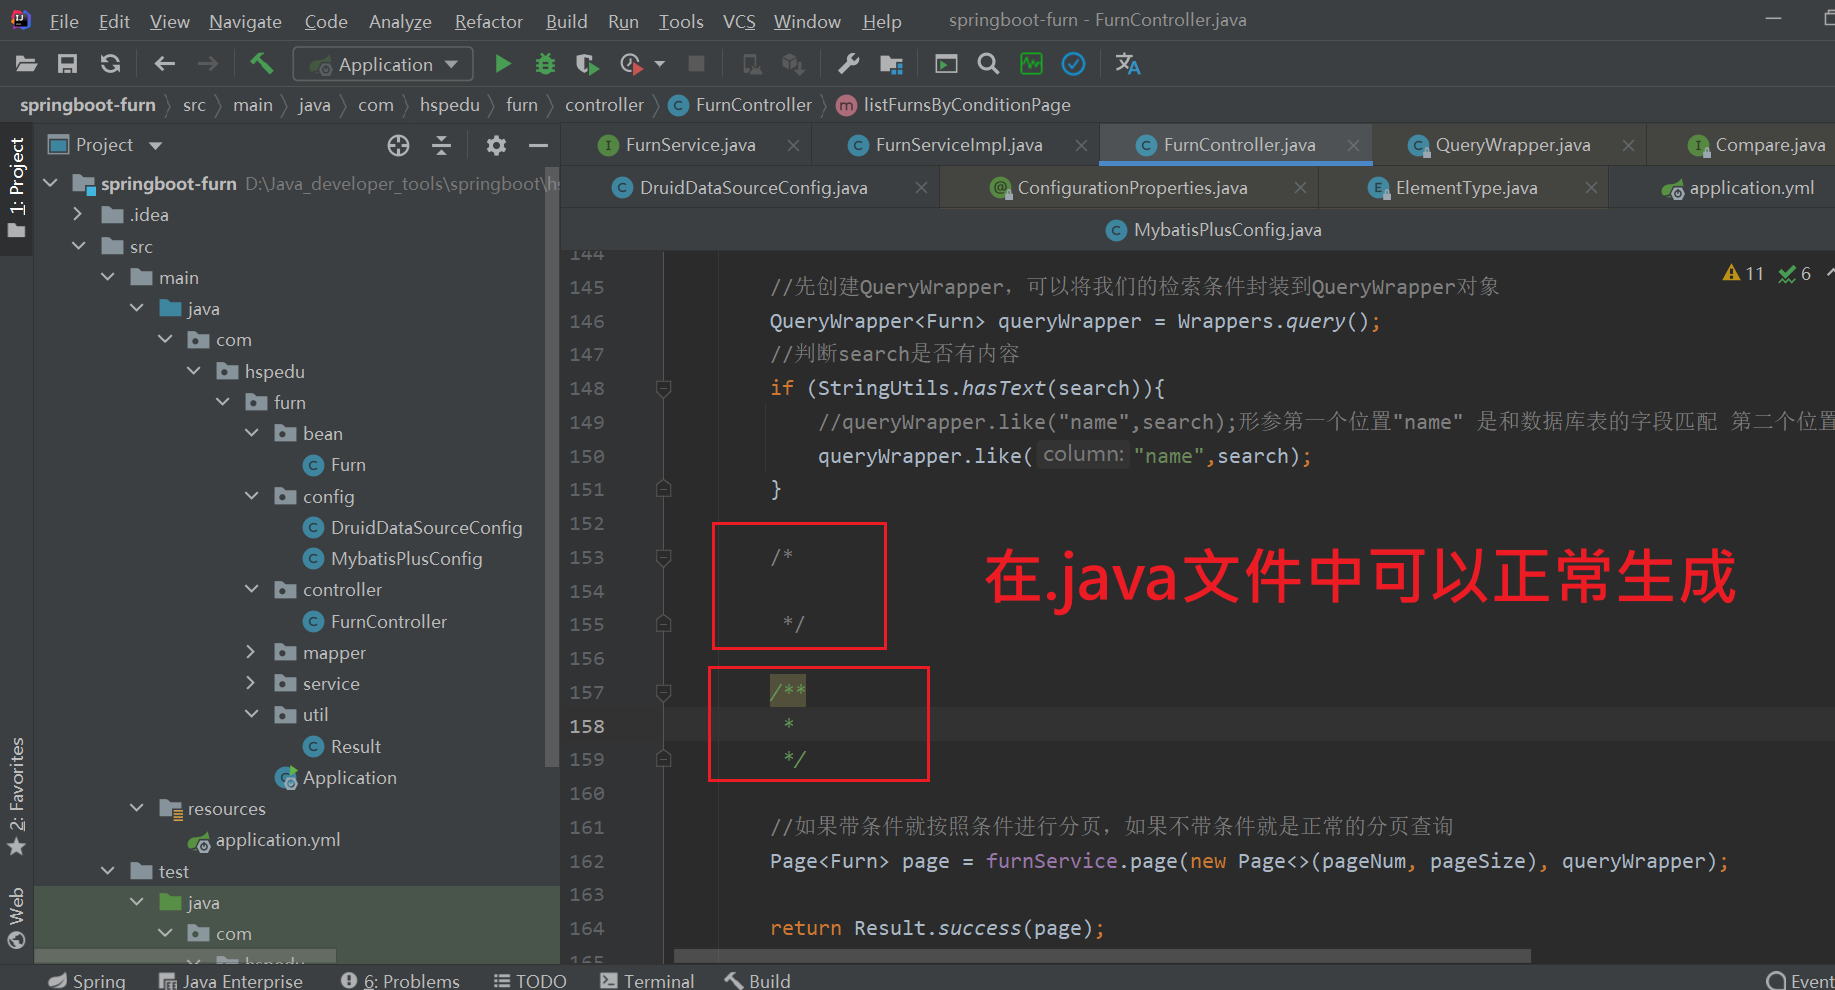 File Edit View Navigate Code Analyze Refactor Build Run Tools VCS Window Help springboot-furn - FurnController.java
Application
springboot-furn src main java com hspedu furn controller FurnController listFurnsByConditionPage
1: Project
2: Favorites
Web
Project
springboot-furn D:\Java_developer_tools\springboot\h
.idea
src
main
java
com
hspedu
furn
bean
Furn
config
DruidDataSourceConfig
MybatisPlusConfig
controller
FurnController
mapper
service
util
Result
Application
resources
application.yml
test
java
com
hspedu
FurnService.java FurnServiceImpl.java FurnController.java QueryWrapper.java Compare.java
DruidDataSourceConfig.java ConfigurationProperties.java ElementType.java application.yml
MybatisPlusConfig.java
11 6
144
145 //先创建QueryWrapper，可以将我们的检索条件封装到QueryWrapper对象
146 QueryWrapper<Furn> queryWrapper = Wrappers.query();
147 //判断search是否有内容
148 if (StringUtils.hasText(search)){
149 //queryWrapper.like("name",search);形参第一个位置"name" 是和数据库表的字段匹配 第二个位置
150 queryWrapper.like( column: "name",search);
151 }
152
153 /*
154
155 */
156
157 /**
158 *
159 */
160
161 //如果带条件就按照条件进行分页，如果不带条件就是正常的分页查询
162 Page<Furn> page = furnService.page(new Page<>(pageNum, pageSize), queryWrapper);
163
164 return Result.success(page);
165
在.java文件中可以正常生成
Spring Java Enterprise 6: Problems TODO Terminal Build Event